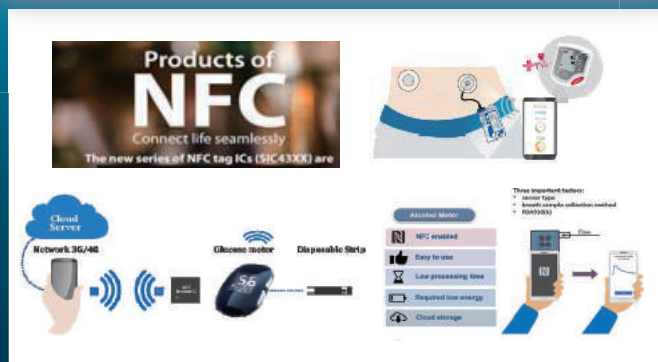 Products of
NFC
Connect life seamlessly
The new series of NFC tag ICs (SIC43XX) are
Cloud
Server
Network 3G/4G
Glucose meter
Disposable Strip
5.6
Three important factors:
* sensor type
* breath sample collection method
Alcohol Meter
NFC enabled
Easy to use
Low processing time
Required low energy
Cloud storage